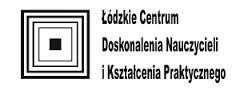 Łódzkie Centrum
Doskonalenia Nauczycieli
i Kształcenia Praktycznego